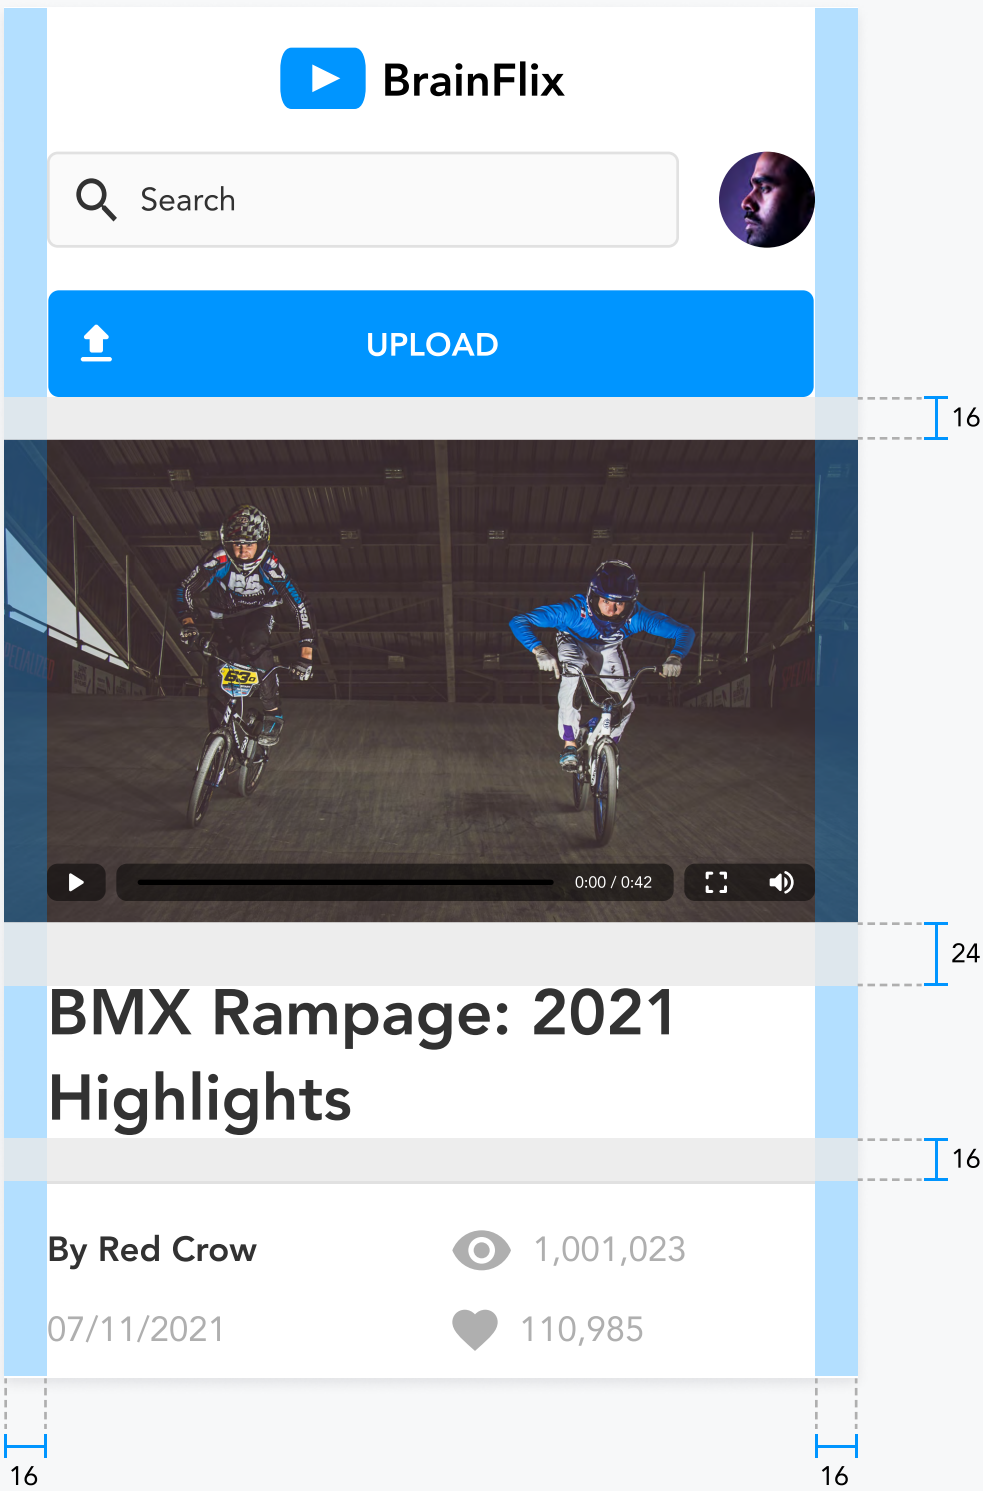 BrainFlix
Search
UPLOAD
16
0:00 / 0:42
24
BMX Rampage: 2021
Highlights
16
By Red Crow
1,001,023
07/11/2021
110,985
16
16